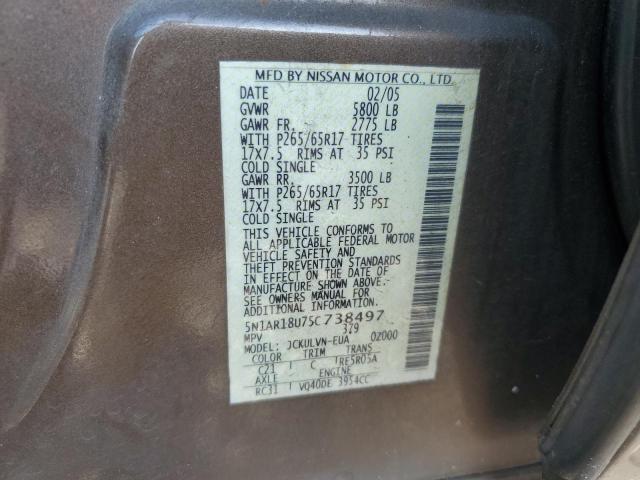 MFD BY NISSAN MOTOR CO., LTD.
DATE 02/05
GVWR 5800 LB
GAWR FR. 2775 LB
WITH P265/65R17 TIRES
17X7.5 RIMS AT 35 PSI
COLD SINGLE
GAWR RR. 3500 LB
WITH P265/65R17 TIRES
17X7.5 RIMS AT 35 PSI
COLD SINGLE
THIS VEHICLE CONFORMS TO
ALL APPLICABLE FEDERAL MOTOR
VEHICLE SAFETY AND
THEFT PREVENTION STANDARDS
IN EFFECT ON THE DATE OF
MANUFACTURE SHOWN ABOVE.
SEE OWNERS MANUAL FOR
ADDITIONAL INFORMATION
5N1AR18U75C738497
MPV 379
MODEL: JCKULVN-EUA 02000
COLOR TRIM TRANS
C21 C RE5R05A
AXLE ENGINE
RC31 VQ40DE 3954CC